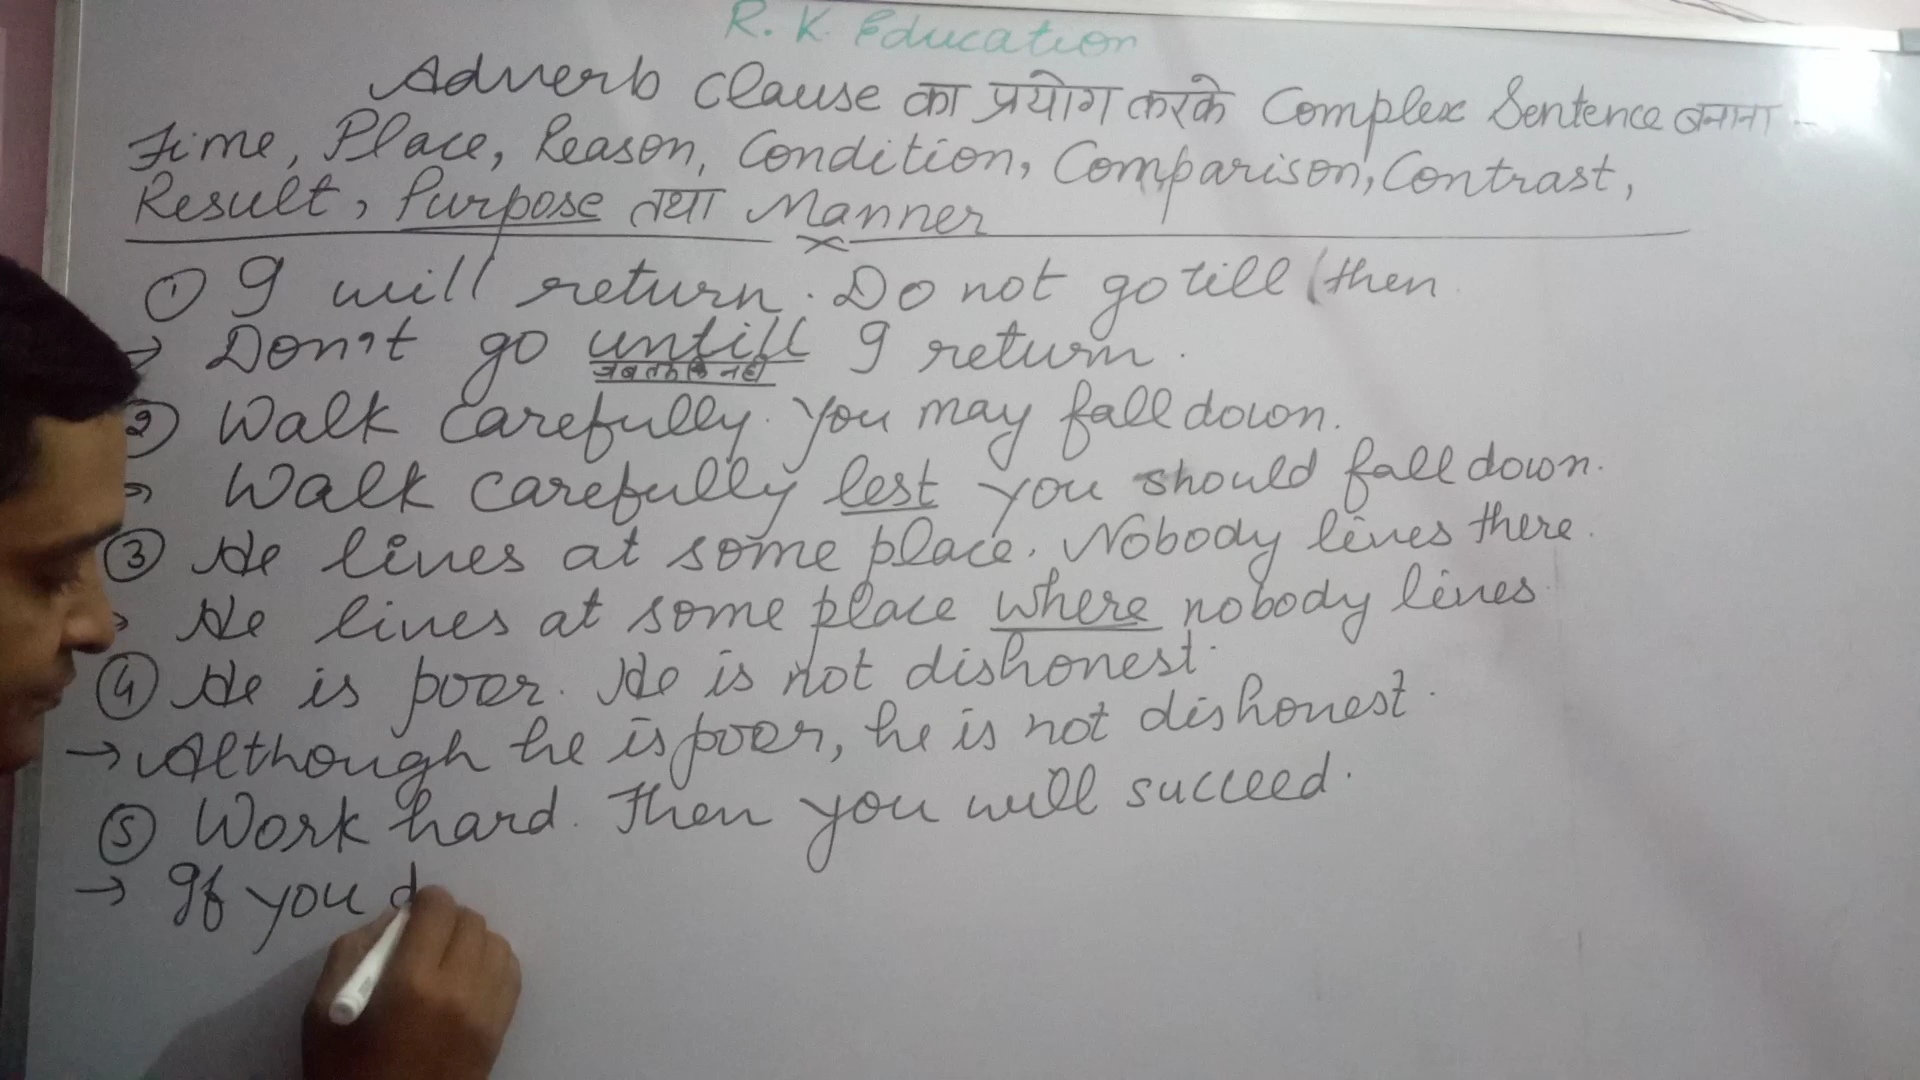 R. K. Education
Adverb Clause का प्रयोग करके Complex Sentence बनाना -
Time, Place, Reason, Condition, Comparison, Contrast,
Result, Purpose तथा Manner
① I will return. Do not go till (then
→ Don't go untill I return.
जब तक कि नहीं
② Walk carefully. You may fall down.
→ Walk carefully lest you should fall down.
③ He lives at some place. Nobody lives there.
→ He lives at some place where nobody lives
④ He is poor. He is not dishonest.
→ Although he is poor, he is not dishonest.
⑤ Work hard. Then you will succeed.
→ If you d